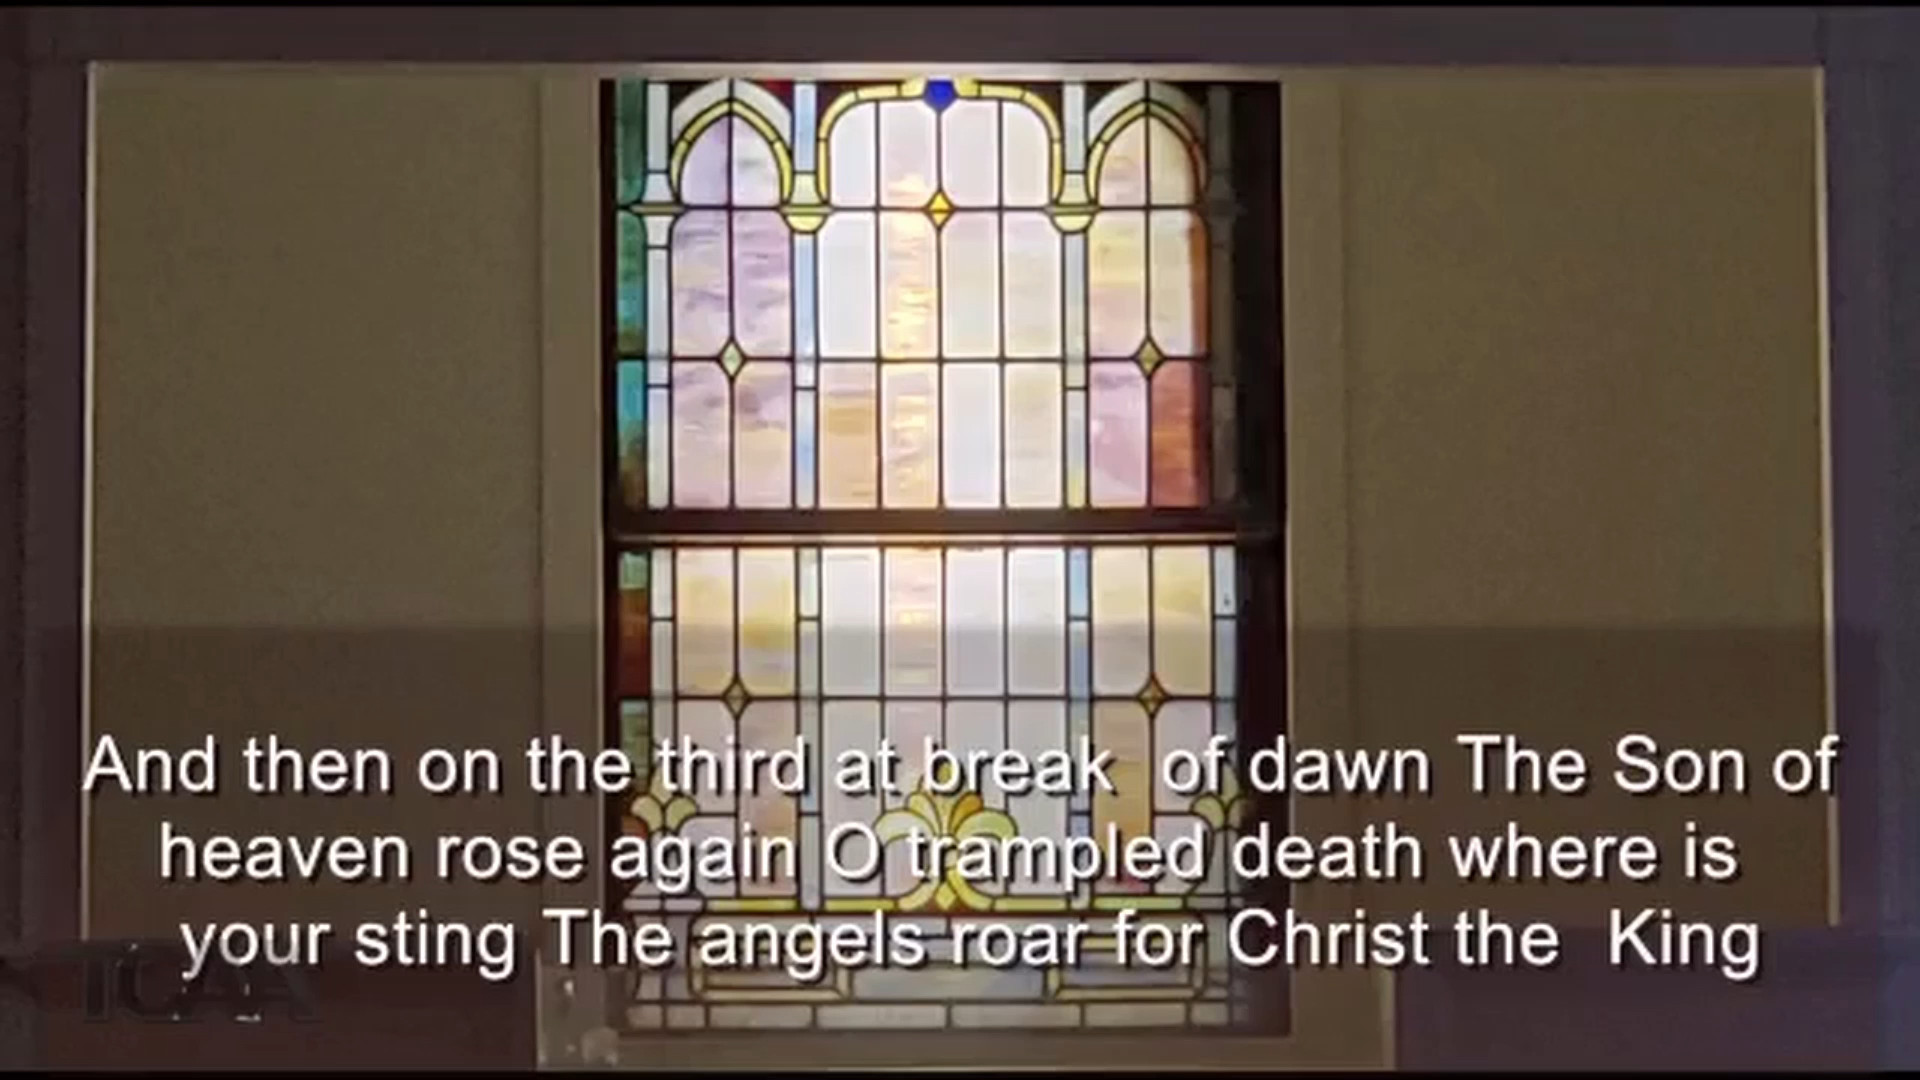 And then on the third at break of dawn The Son of
heaven rose again O trampled death where is
your sting The angels roar for Christ the King
TCAA